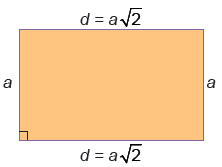 d = a√2
a
a
d = a√2